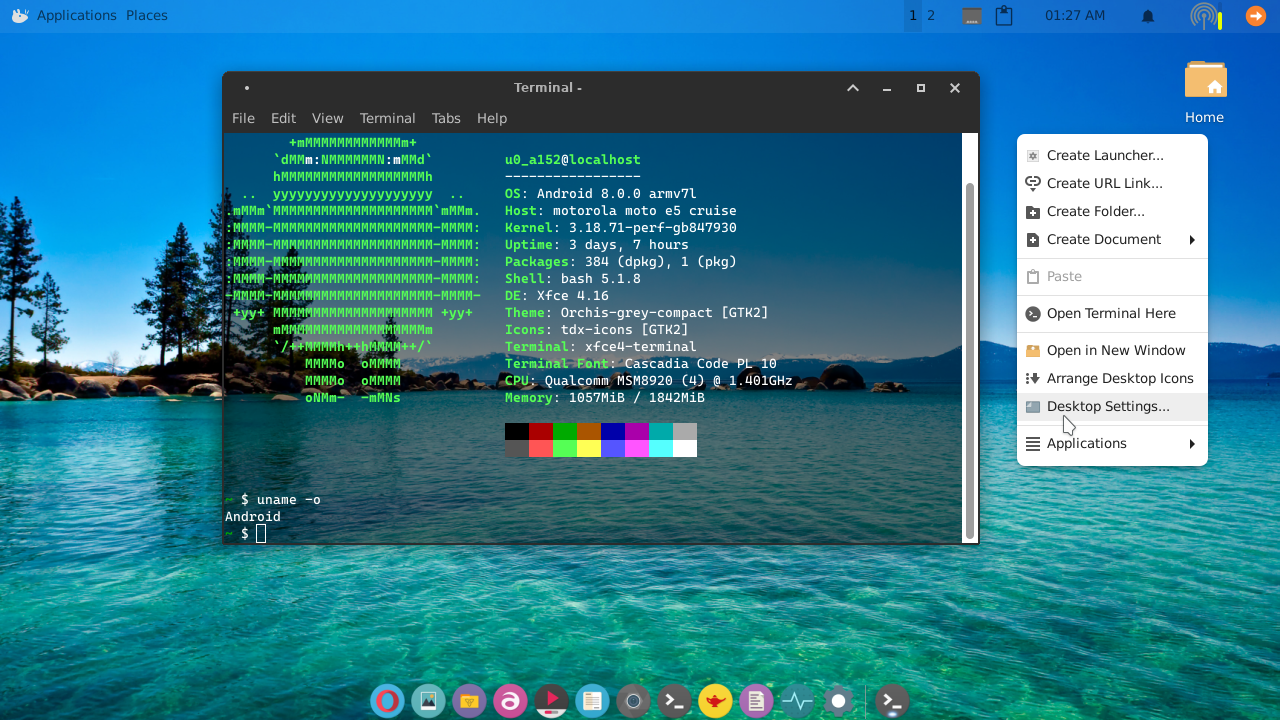 Applications Places 1 2 01:27 AM
Home
Terminal -
File Edit View Terminal Tabs Help
+mMMMMMMMMMMMm+
`dMMm:NMMMMMMN:mMMd` u0_a152@localhost
hMMMMMMMMMMMMMMMMMMh -----------------
.. yyyyyyyyyyyyyyyyyyyy .. OS: Android 8.0.0 armv7l
.mMMm`MMMMMMMMMMMMMMMMMMMM`mMMm. Host: motorola moto e5 cruise
:MMMM-MMMMMMMMMMMMMMMMMMMM-MMMM: Kernel: 3.18.71-perf-gb847930
:MMMM-MMMMMMMMMMMMMMMMMMMM-MMMM: Uptime: 3 days, 7 hours
:MMMM-MMMMMMMMMMMMMMMMMMMM-MMMM: Packages: 384 (dpkg), 1 (pkg)
:MMMM-MMMMMMMMMMMMMMMMMMMM-MMMM: Shell: bash 5.1.8
-MMMM-MMMMMMMMMMMMMMMMMMMM-MMMM- DE: Xfce 4.16
+yy+ MMMMMMMMMMMMMMMMMMMM +yy+ Theme: Orchis-grey-compact [GTK2]
mMMMMMMMMMMMMMMMMMMm Icons: tdx-icons [GTK2]
`/++MMMMh++hMMMM++/` Terminal: xfce4-terminal
MMMMo oMMMM Terminal Font: Cascadia Code PL 10
MMMMo oMMMM CPU: Qualcomm MSM8920 (4) @ 1.401GHz
oNMm- -mMNs Memory: 1057MiB / 1842MiB
~ $ uname -o
Android
~ $
Create Launcher...
Create URL Link...
Create Folder...
Create Document
Paste
Open Terminal Here
Open in New Window
Arrange Desktop Icons
Desktop Settings...
Applications